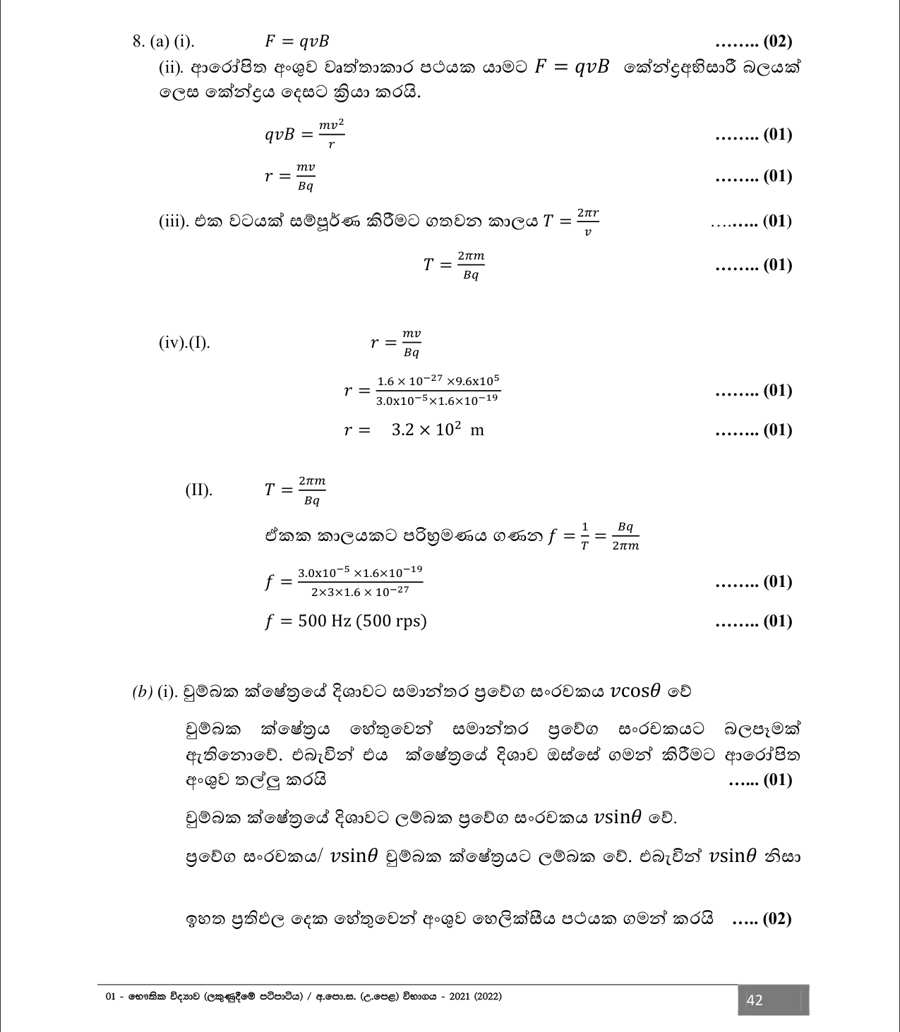 8. (a) (i). F = qvB …….. (02)
(ii). ආරෝපිත අංශුව වෘත්තාකාර පථයක යාමට F = qvB කේන්ද්‍රඅභිසාරී බලයක්
ලෙස කේන්ද්‍රය දෙසට ක්‍රියා කරයි.
qvB = mv²/r …….. (01)
r = mv/Bq …….. (01)
(iii). එක වටයක් සම්පූර්ණ කිරීමට ගතවන කාලය T = 2πr/v …….. (01)
T = 2πm/Bq …….. (01)
(iv).(I). r = mv/Bq
r = 1.6 × 10⁻²⁷ ×9.6x10⁵/3.0x10⁻⁵×1.6×10⁻¹⁹ …….. (01)
r = 3.2 × 10² m …….. (01)
(II). T = 2πm/Bq
ඒකක කාලයකට පරිභ්‍රමණය ගණන f = 1/T = Bq/2πm
f = 3.0x10⁻⁵ ×1.6×10⁻¹⁹/2×3×1.6 × 10⁻²⁷ …….. (01)
f = 500 Hz (500 rps) …….. (01)
(b) (i). චුම්බක ක්ෂේත්‍රයේ දිශාවට සමාන්තර ප්‍රවේග සංරචකය vcosθ වේ
චුම්බක ක්ෂේත්‍රය හේතුවෙන් සමාන්තර ප්‍රවේග සංරචකයට බලපෑමක්
ඇතිනොවේ. එබැවින් එය ක්ෂේත්‍රයේ දිශාව ඔස්සේ ගමන් කිරීමට ආරෝපිත
අංශුව තල්ලු කරයි …... (01)
චුම්බක ක්ෂේත්‍රයේ දිශාවට ලම්බක ප්‍රවේග සංරචකය vsinθ වේ.
ප්‍රවේග සංරචකය/ vsinθ චුම්බක ක්ෂේත්‍රයට ලම්බක වේ. එබැවින් vsinθ නිසා
ඉහත ප්‍රතිඵල දෙක හේතුවෙන් අංශුව හෙලික්සීය පථයක ගමන් කරයි ….. (02)
01 - භෞතික විද්‍යාව (ලකුණුදීමේ පටිපාටිය) / අ.පො.ස. (උ.පෙළ) විභාගය - 2021 (2022)
42